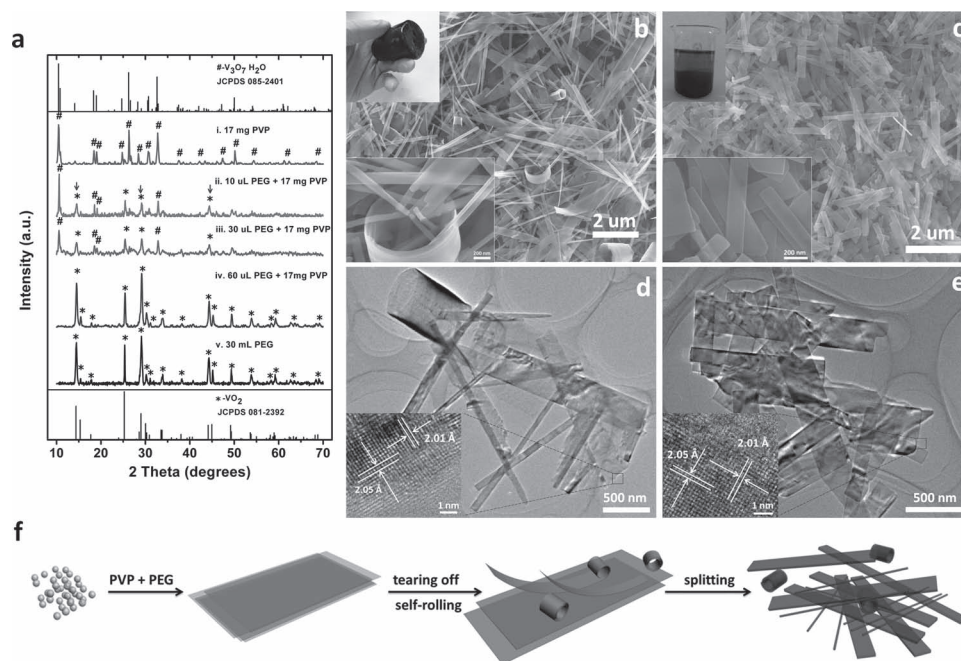 a
#-V3O7 H2O
JCPDS 085-2401
i. 17 mg PVP
ii. 10 uL PEG + 17 mg PVP
iii. 30 uL PEG + 17 mg PVP
iv. 60 uL PEG + 17mg PVP
v. 30 mL PEG
*-VO2
JCPDS 081-2392
Intensity (a.u.)
10 20 30 40 50 60 70
2 Theta (degrees)
b
2 um
200 nm
c
2 um
200 nm
d
2.01 Å
2.05 Å
1 nm
500 nm
e
2.01 Å
2.05 Å
1 nm
500 nm
f
PVP + PEG
tearing off
self-rolling
splitting